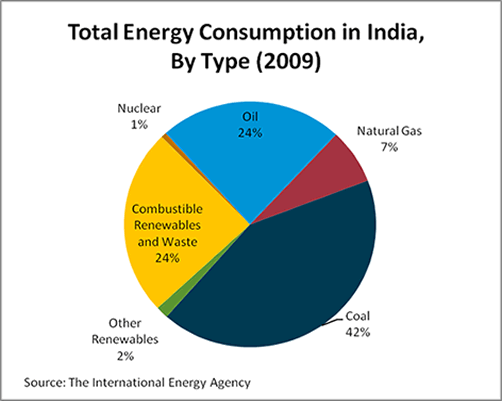 Total Energy Consumption in India,
By Type (2009)
Nuclear
1%
Oil
24%
Natural Gas
7%
Combustible
Renewables
and Waste
24%
Other
Renewables
2%
Coal
42%
Source: The International Energy Agency